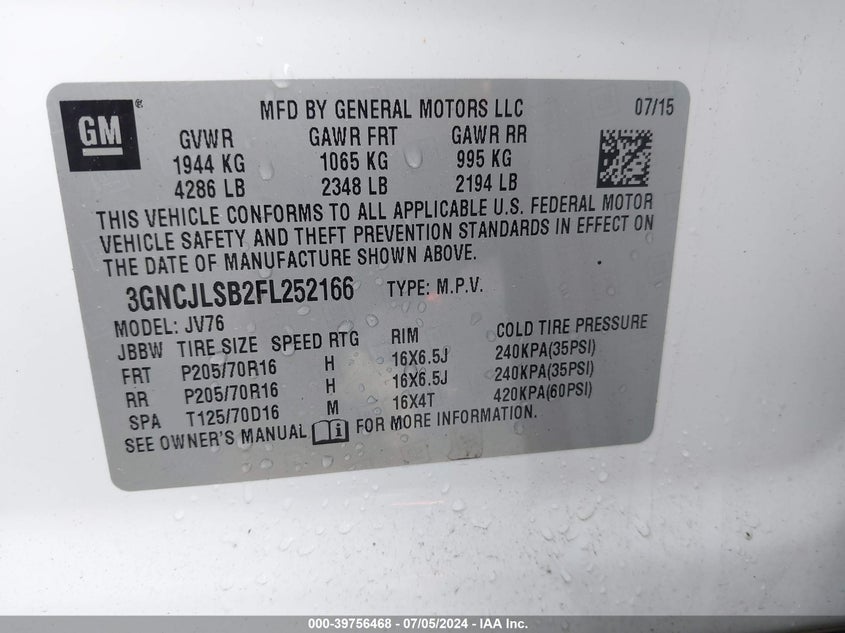 GM
®
MFD BY GENERAL MOTORS LLC 07/15
GVWR GAWR FRT GAWR RR
1944 KG 1065 KG 995 KG
4286 LB 2348 LB 2194 LB
THIS VEHICLE CONFORMS TO ALL APPLICABLE U.S. FEDERAL MOTOR
VEHICLE SAFETY AND THEFT PREVENTION STANDARDS IN EFFECT ON
THE DATE OF MANUFACTURE SHOWN ABOVE.
3GNCJLSB2FL252166 TYPE: M.P.V.
MODEL: JV76
JBBW TIRE SIZE SPEED RTG RIM COLD TIRE PRESSURE
FRT P205/70R16 H 16X6.5J 240KPA(35PSI)
RR P205/70R16 H 16X6.5J 240KPA(35PSI)
SPA T125/70D16 M 16X4T 420KPA(60PSI)
SEE OWNER'S MANUAL FOR MORE INFORMATION.
000-39756468 - 07/05/2024 - IAA Inc.